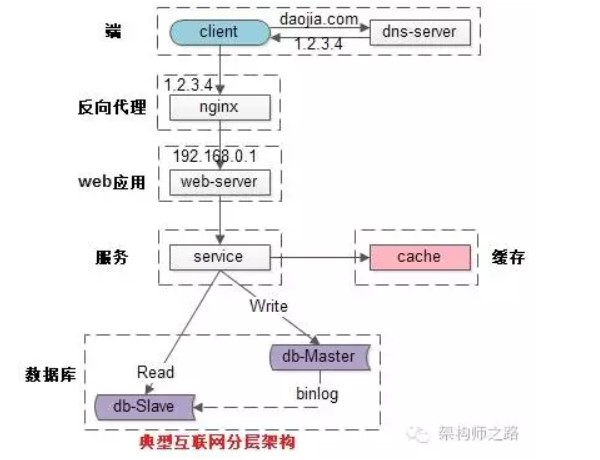 端
client
daojia.com
1.2.3.4
dns-server
1.2.3.4
反向代理
nginx
192.168.0.1
web应用
web-server
服务
service
cache
缓存
Write
数据库
Read
db-Master
binlog
db-Slave
典型互联网分层架构
架构师之路